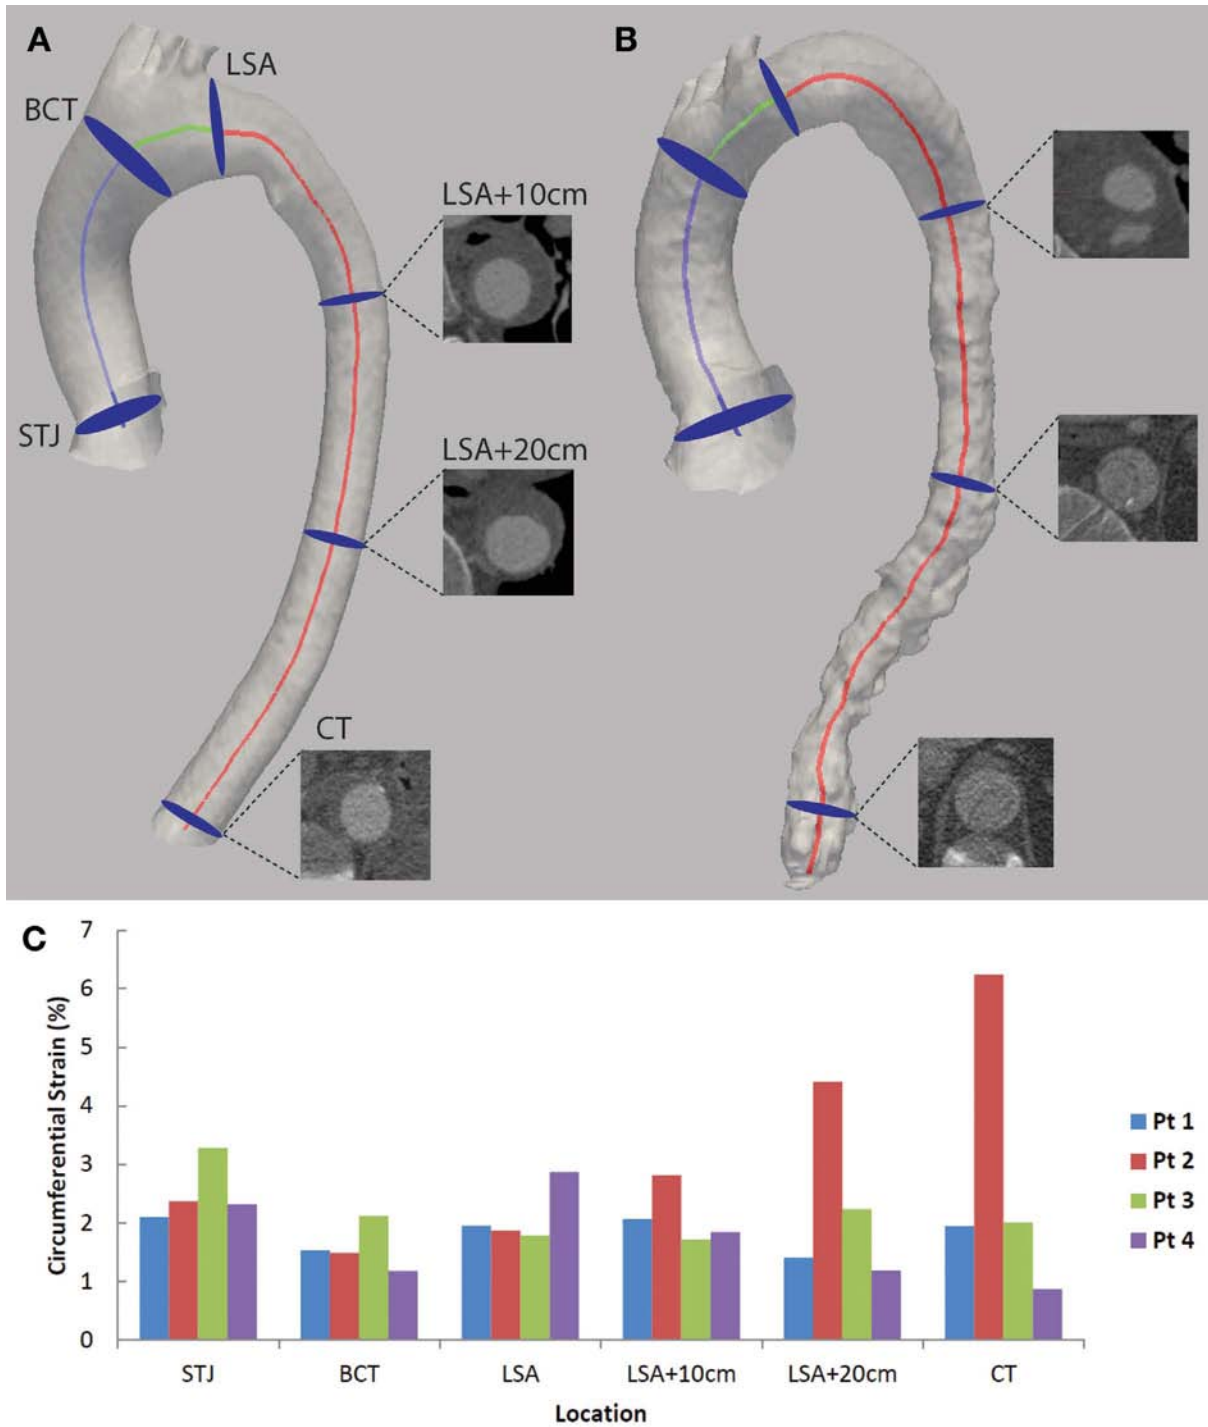 A
B
LSA
BCT
LSA+10cm
STJ
LSA+20cm
CT
C
7
6
5
4
3
2
1
0
Circumferential Strain (%)
Pt 1
Pt 2
Pt 3
Pt 4
STJ BCT LSA LSA+10cm LSA+20cm CT
Location